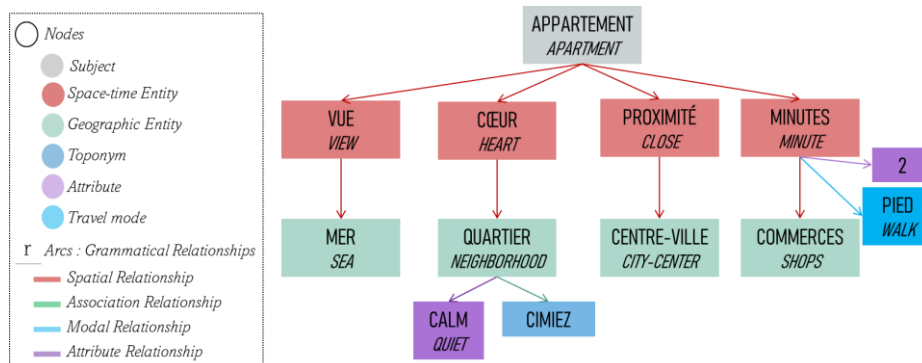 Nodes
Subject
Space-time Entity
Geographic Entity
Toponym
Attribute
Travel mode
r Arcs : Grammatical Relationships
Spatial Relationship
Association Relationship
Modal Relationship
Attribute Relationship
APPARTEMENT
APARTMENT
VUE
VIEW
CŒUR
HEART
PROXIMITÉ
CLOSE
MINUTES
MINUTE
2
PIED
WALK
MER
SEA
QUARTIER
NEIGHBORHOOD
CENTRE-VILLE
CITY-CENTER
COMMERCES
SHOPS
CALM
QUIET
CIMIEZ